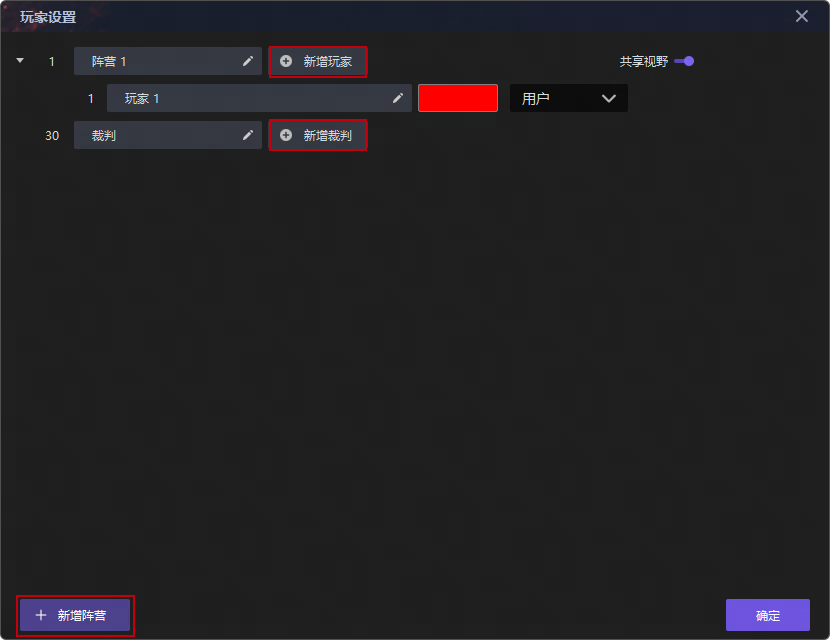 玩家设置
1 阵营 1 新增玩家 共享视野
1 玩家 1 用户
30 裁判 新增裁判
新增阵营 确定